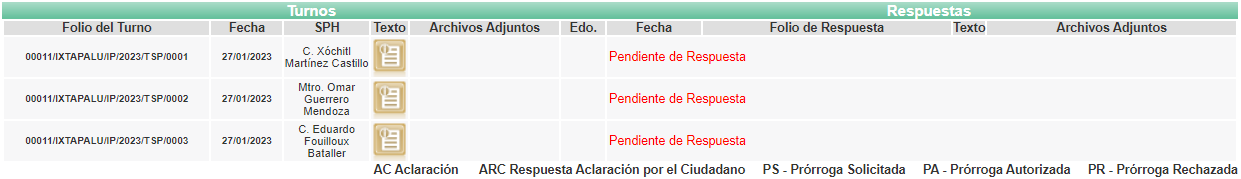 Turnos Respuestas
Folio del Turno Fecha SPH Texto Archivos Adjuntos Edo. Fecha Folio de Respuesta Texto Archivos Adjuntos
00011/IXTAPALU/IP/2023/TSP/0001 27/01/2023 C. Xóchitl Martínez Castillo Pendiente de Respuesta
00011/IXTAPALU/IP/2023/TSP/0002 27/01/2023 Mtro. Omar Guerrero Mendoza Pendiente de Respuesta
00011/IXTAPALU/IP/2023/TSP/0003 27/01/2023 C. Eduardo Fouilloux Bataller Pendiente de Respuesta
AC Aclaración ARC Respuesta Aclaración por el Ciudadano PS - Prórroga Solicitada PA - Prórroga Autorizada PR - Prórroga Rechazada